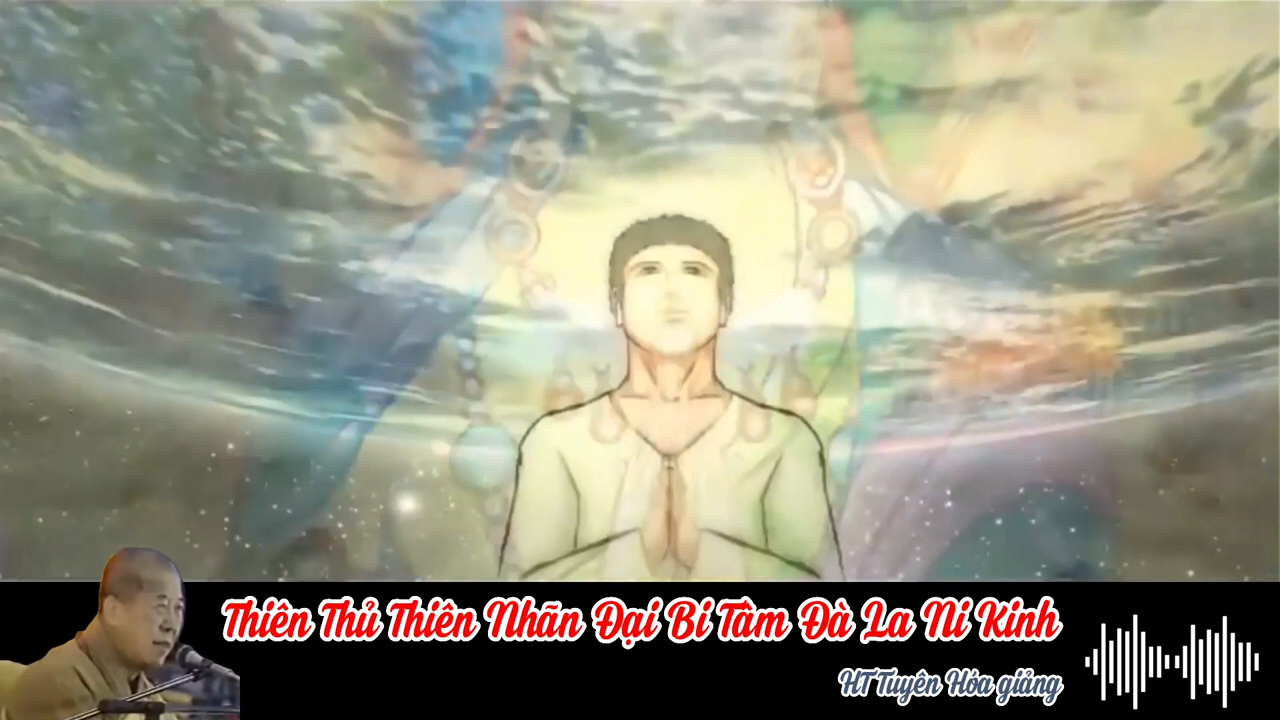 Thiên Thủ Thiên Nhãn Đại Bi Tâm Đà La Ni Kinh
HT Tuyên Hóa giảng